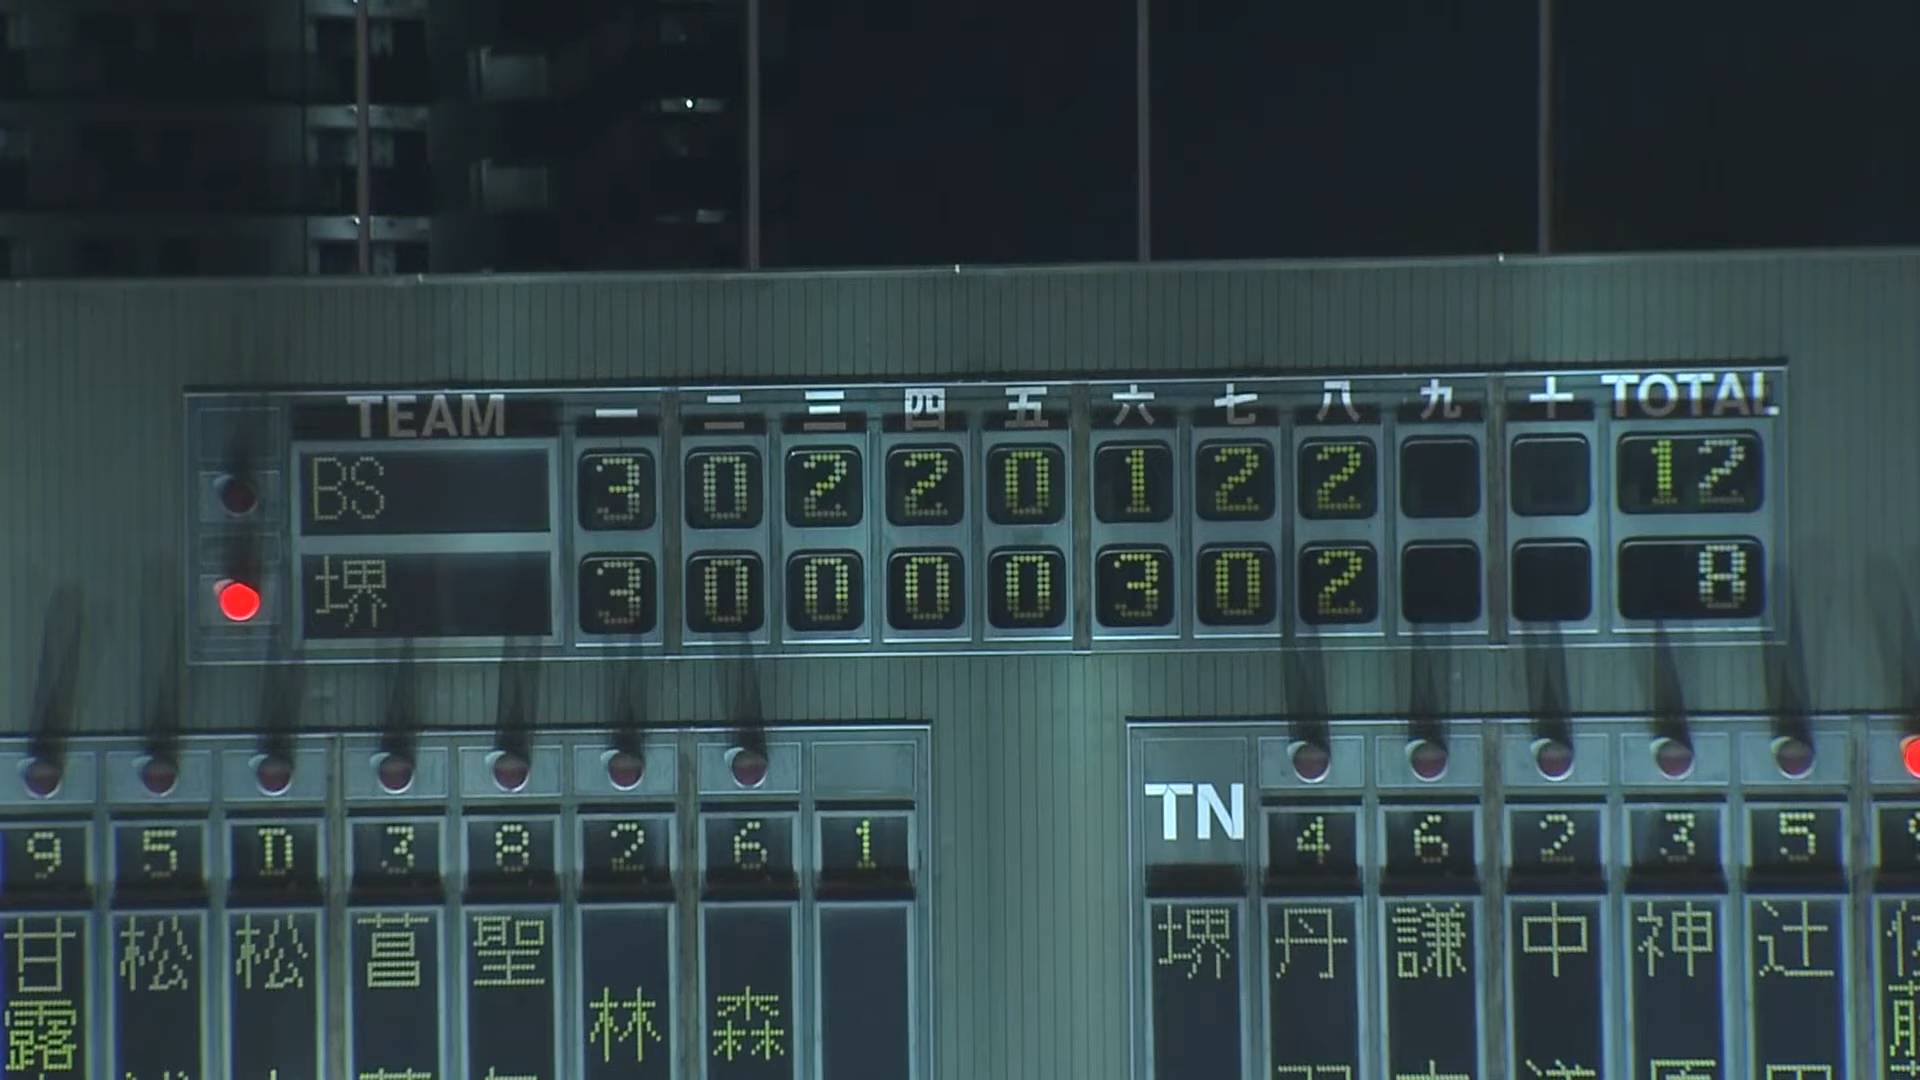 TEAM 一 二 三 四 五 六 七 八 九 十 TOTAL
BS 3 0 2 2 0 1 2 2 12
堺 3 0 0 0 0 3 0 2 8
9 5 D 3 8 2 6 1
甘露 松 松 菖 聖 林 森
TN 4 6 2 3 5
堺 丹 謙 中 神 辻